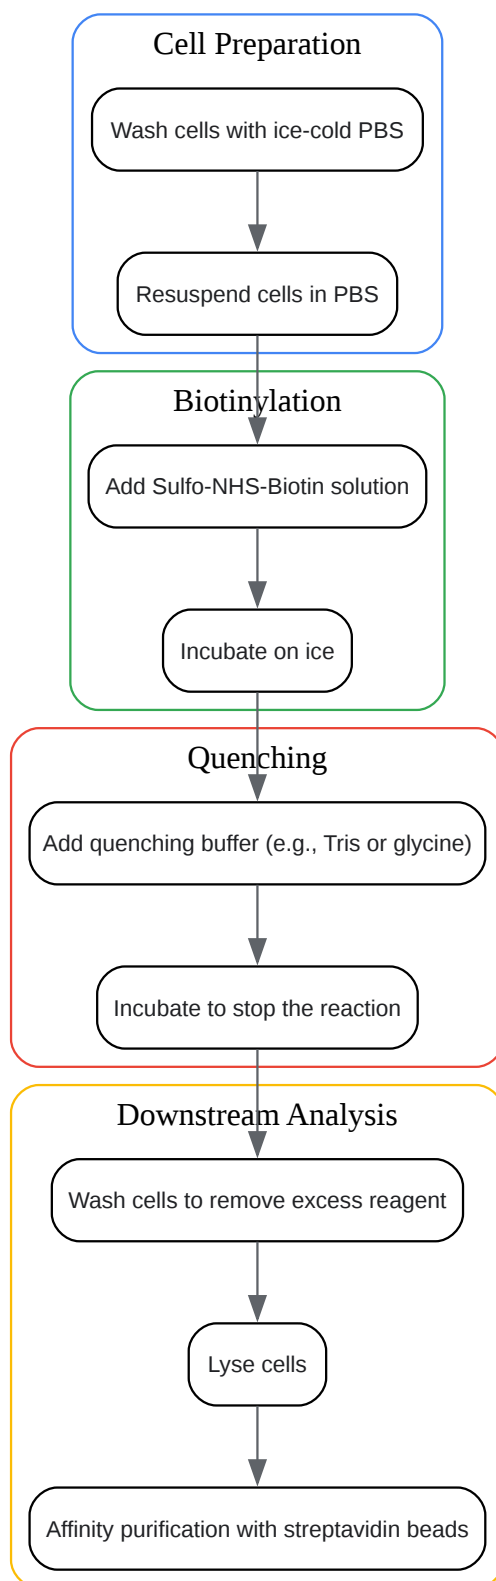 Cell Preparation
Wash cells with ice-cold PBS
Resuspend cells in PBS
Biotinylation
Add Sulfo-NHS-Biotin solution
Incubate on ice
Quenching
Add quenching buffer (e.g., Tris or glycine)
Incubate to stop the reaction
Downstream Analysis
Wash cells to remove excess reagent
Lyse cells
Affinity purification with streptavidin beads